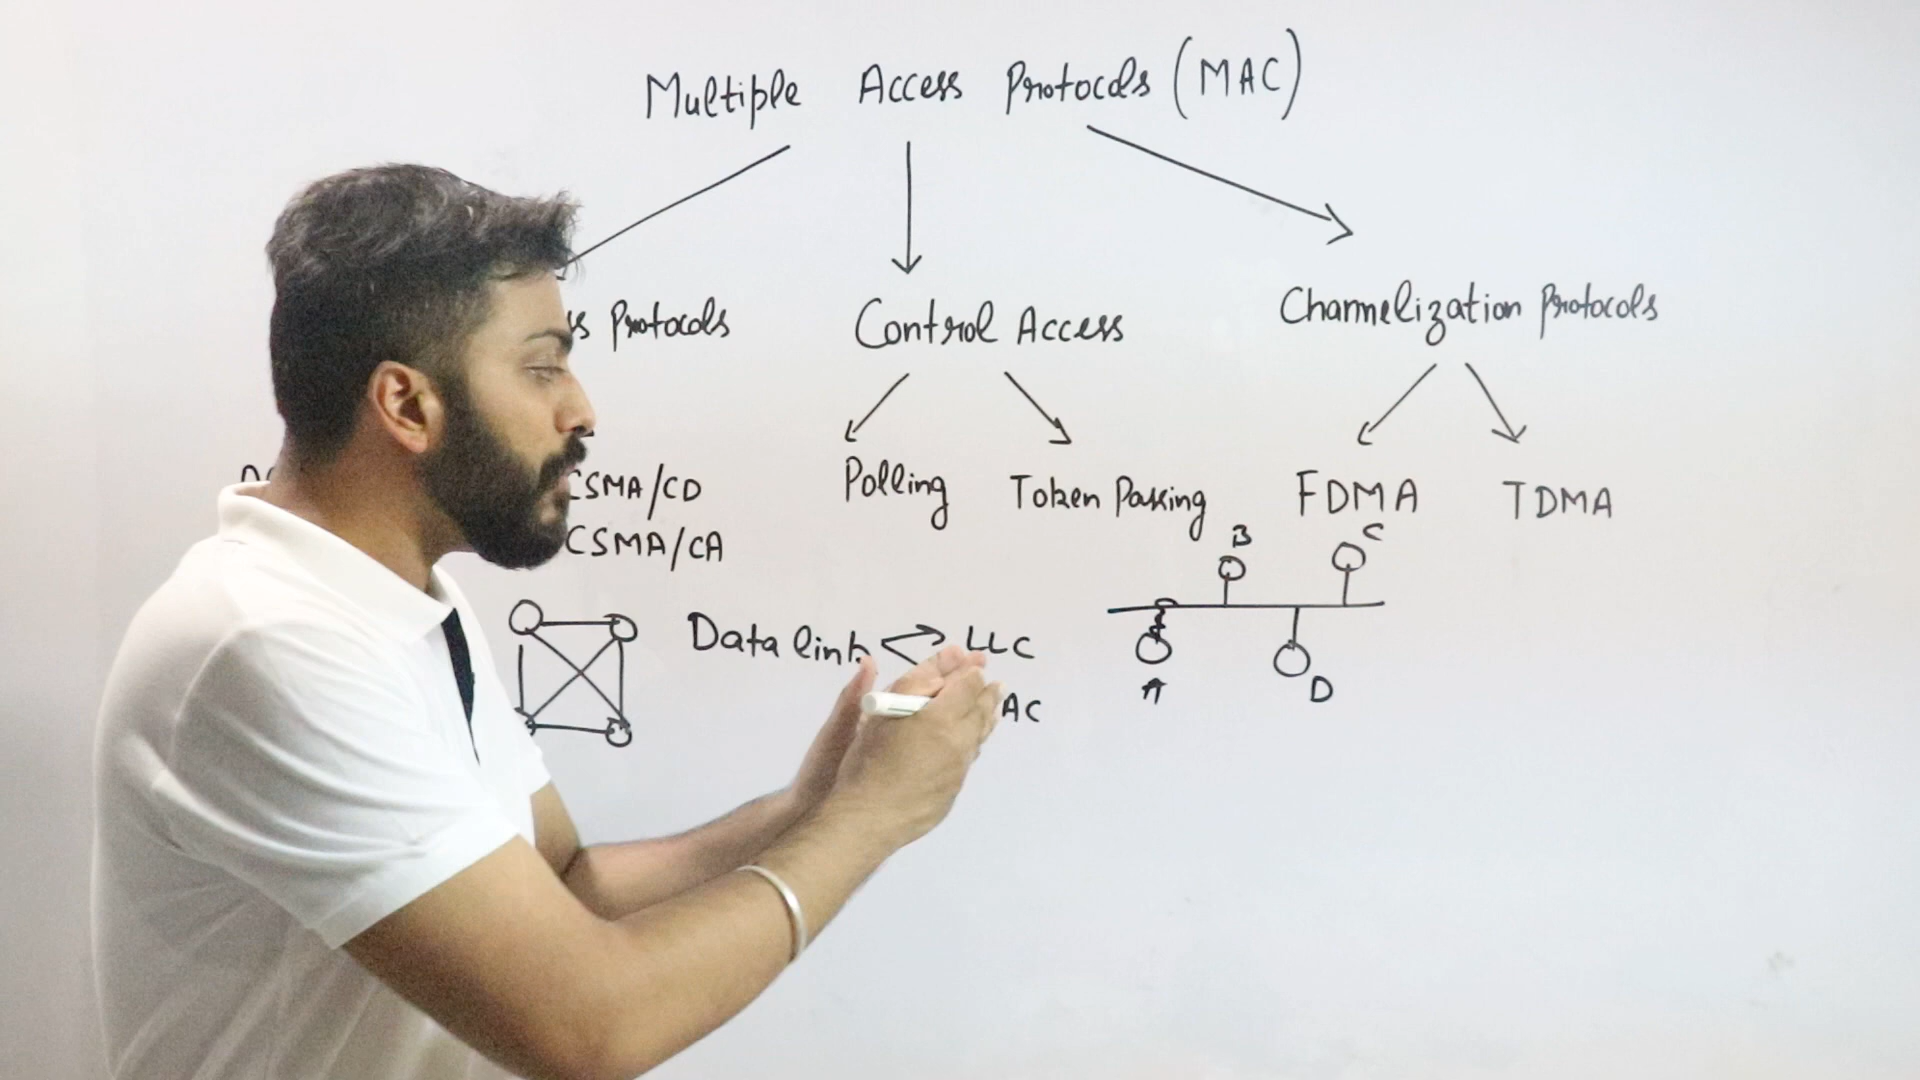 Multiple Access Protocols (MAC)
Protocols
Control Access
Channelization Protocols
CSMA/CD
CSMA/CA
Polling
Token Passing
FDMA
TDMA
Data link
LLC
AC
A
B
C
D